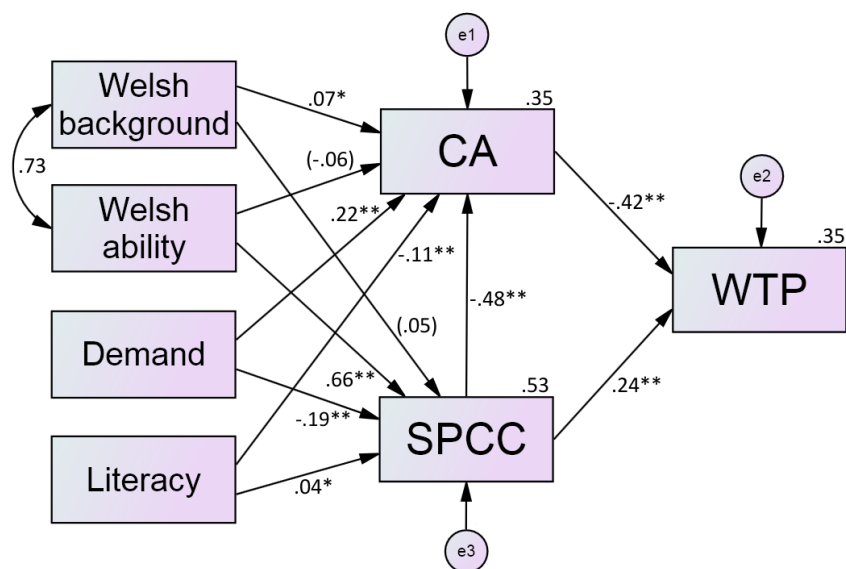 e1
Welsh
background
.07*
.35
CA
.73
(-.06)
e2
Welsh
ability
.22**
-.42**
-.11**
.35
WTP
-.48**
Demand
(.05)
.66**
.53
.24**
-.19**
SPCC
Literacy
.04*
e3